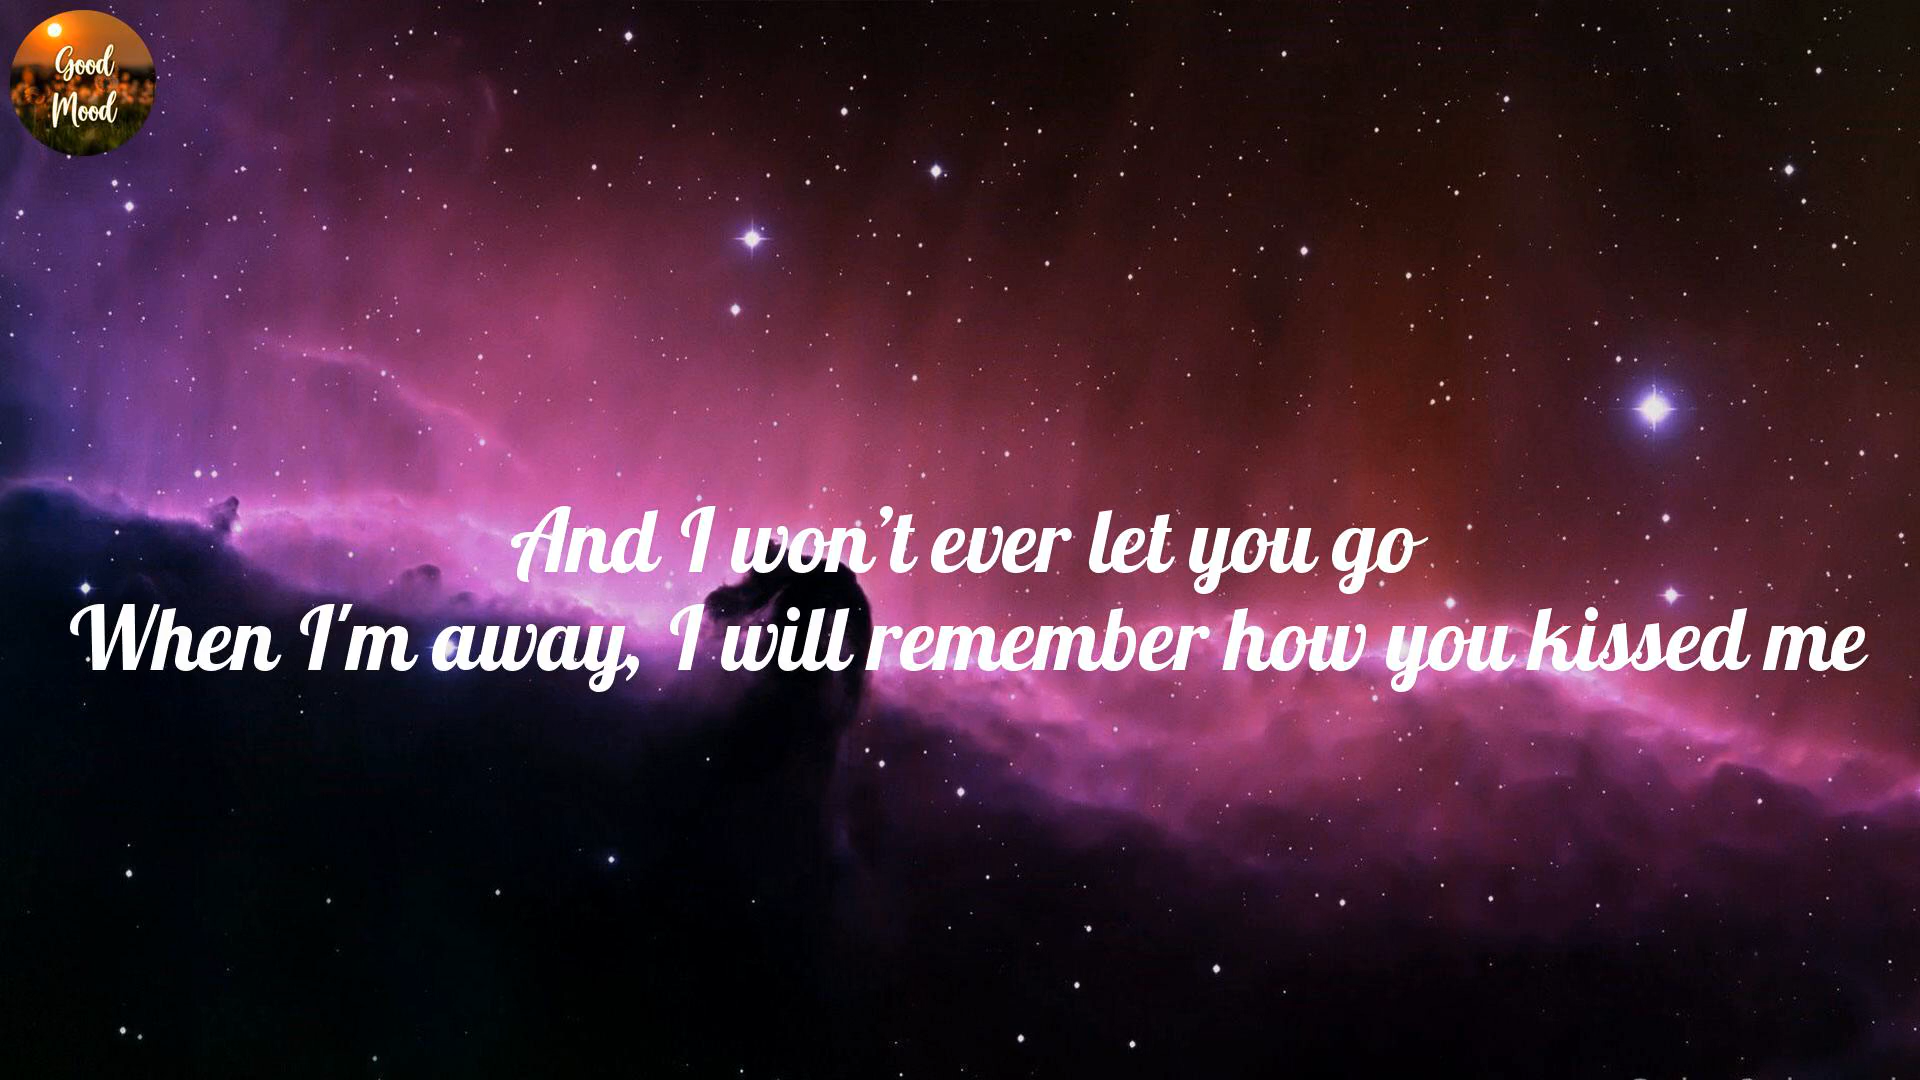 Good
Mood
And I won’t ever let you go
When I'm away, I will remember how you kissed me